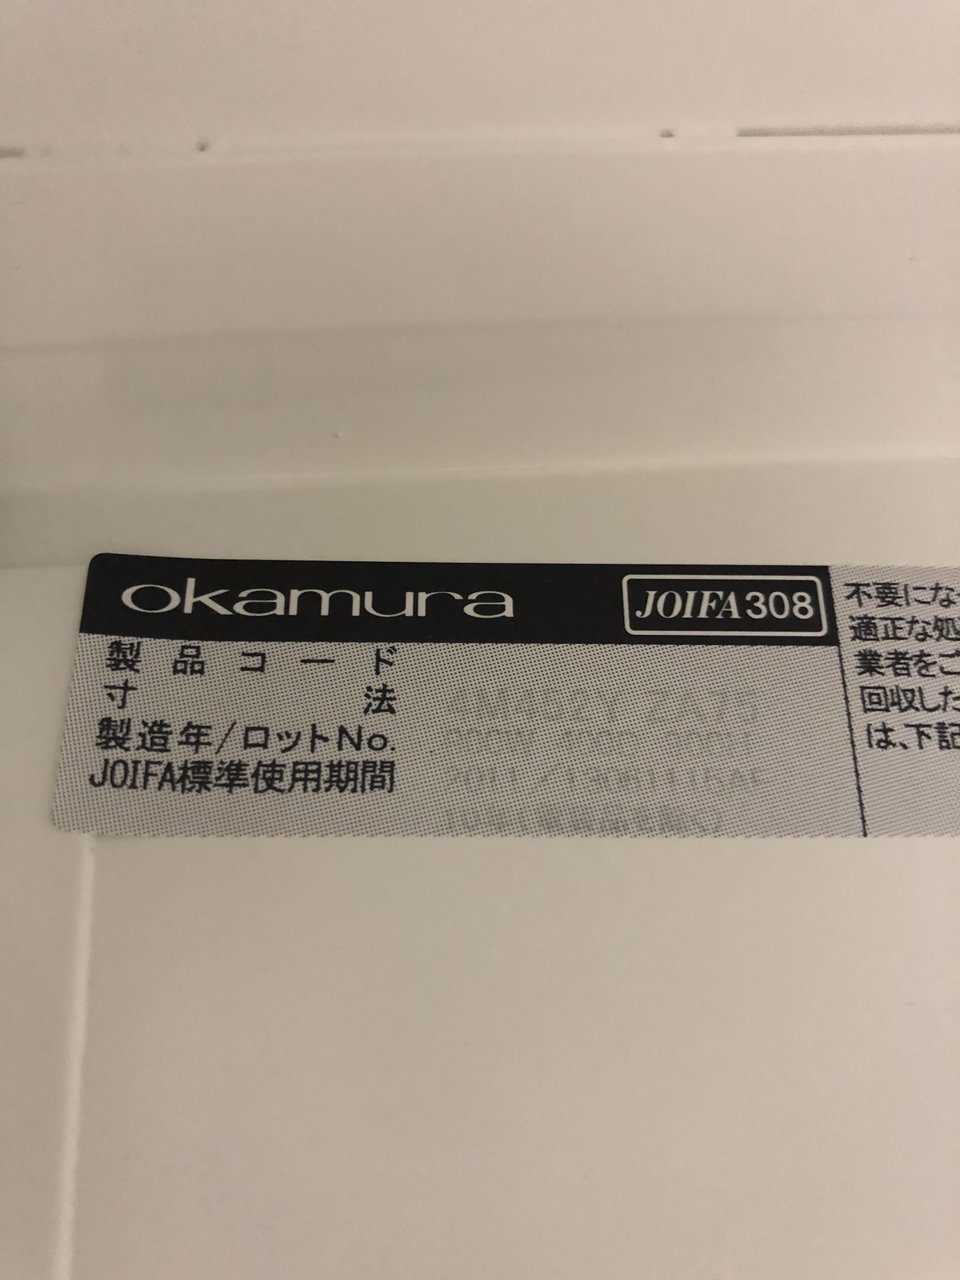 okamura
JOIFA308
製品コード
寸法
製造年/ロットNo.
JOIFA標準使用期間
不要にな
適正な処
業者をご
回収した
は、下記